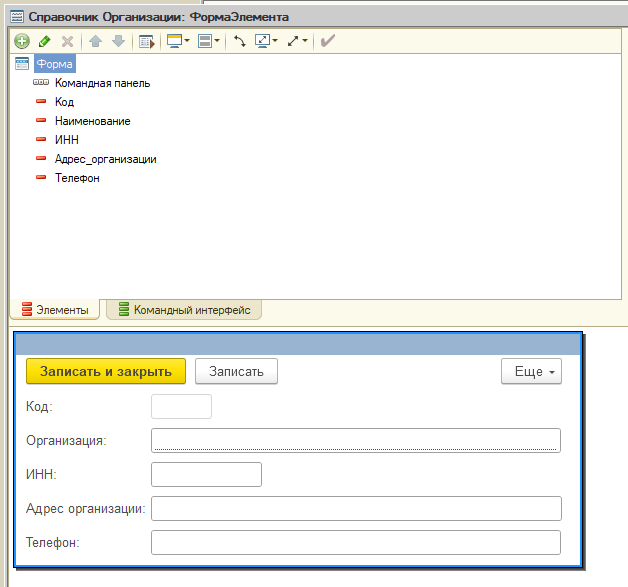 Справочник Организации: ФормаЭлемента
Форма
Командная панель
Код
Наименование
ИНН
Адрес_организации
Телефон
Элементы
Командный интерфейс
Записать и закрыть
Записать
Еще
Код:
Организация:
ИНН:
Адрес организации:
Телефон: